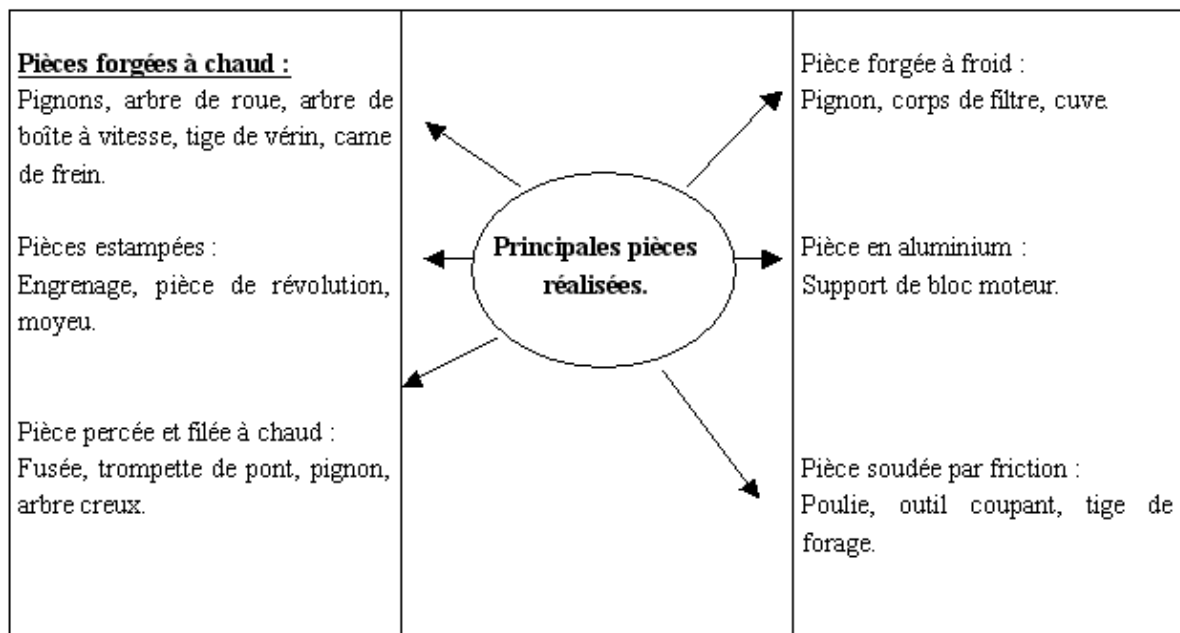 Pièces forgées à chaud :
Pignons, arbre de roue, arbre de
boîte à vitesse, tige de vérin, came
de frein.
Pièces estampées :
Engrenage, pièce de révolution,
moyeu.
Pièce percée et filée à chaud :
Fusée, trompette de pont, pignon,
arbre creux.
Principales pièces
réalisées.
Pièce forgée à froid :
Pignon, corps de filtre, cuve.
Pièce en aluminium :
Support de bloc moteur.
Pièce soudée par friction :
Poulie, outil coupant, tige de
forage.